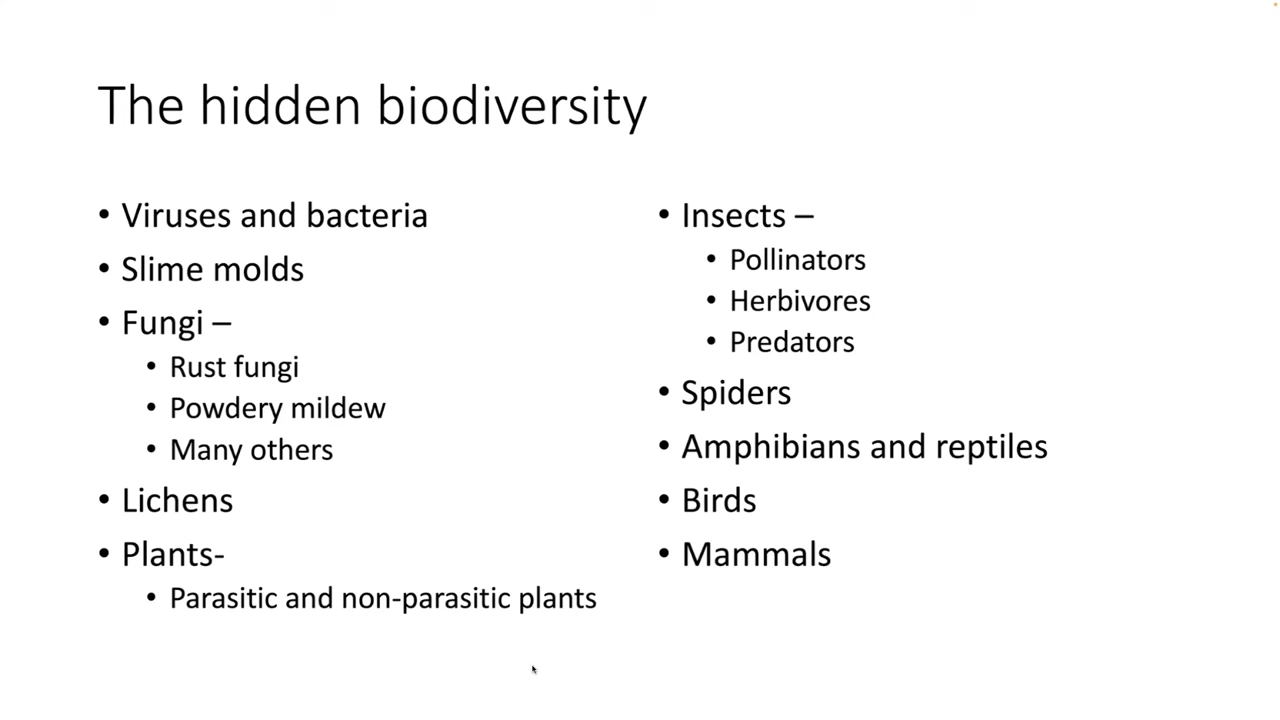 The hidden biodiversity
• Viruses and bacteria
• Slime molds
• Fungi –
• Rust fungi
• Powdery mildew
• Many others
• Lichens
• Plants-
• Parasitic and non-parasitic plants
• Insects –
• Pollinators
• Herbivores
• Predators
• Spiders
• Amphibians and reptiles
• Birds
• Mammals